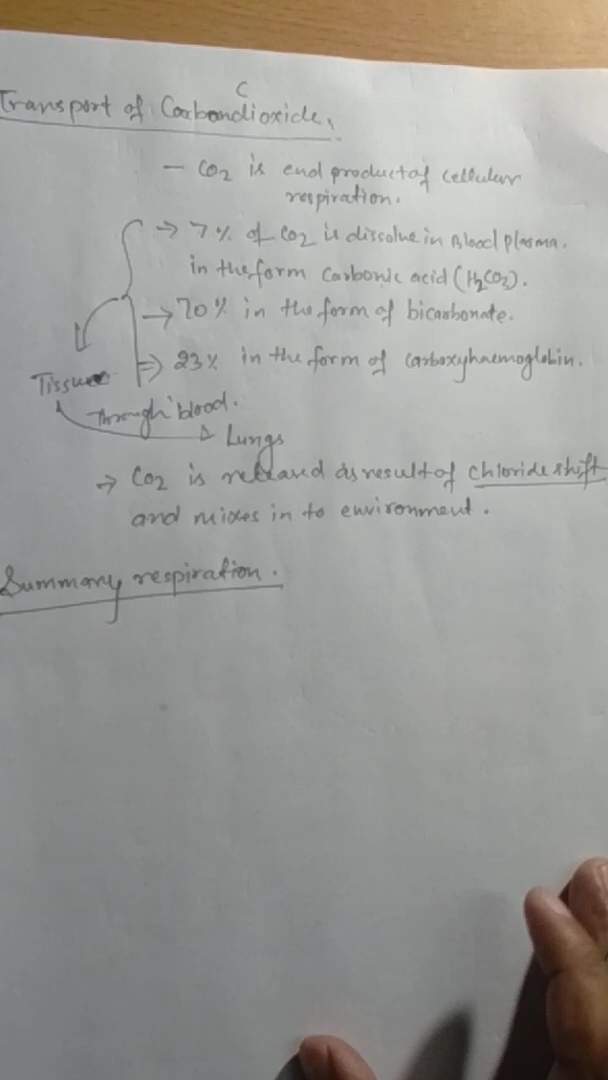 C
Transport of Carbondioxide.
- CO2 is end product of cellular
respiration.
→ 7% of CO2 is dissolve in Blood plasma.
in the form carbonic acid (H2CO3).
→ 70% in the form of bicarbonate.
⇒ 23% in the form of carboxyhaemoglobin.
Tissue
Through blood.
Lungs
→ CO2 is released as result of chloride shift
and mixes in to environment.
Summary respiration.